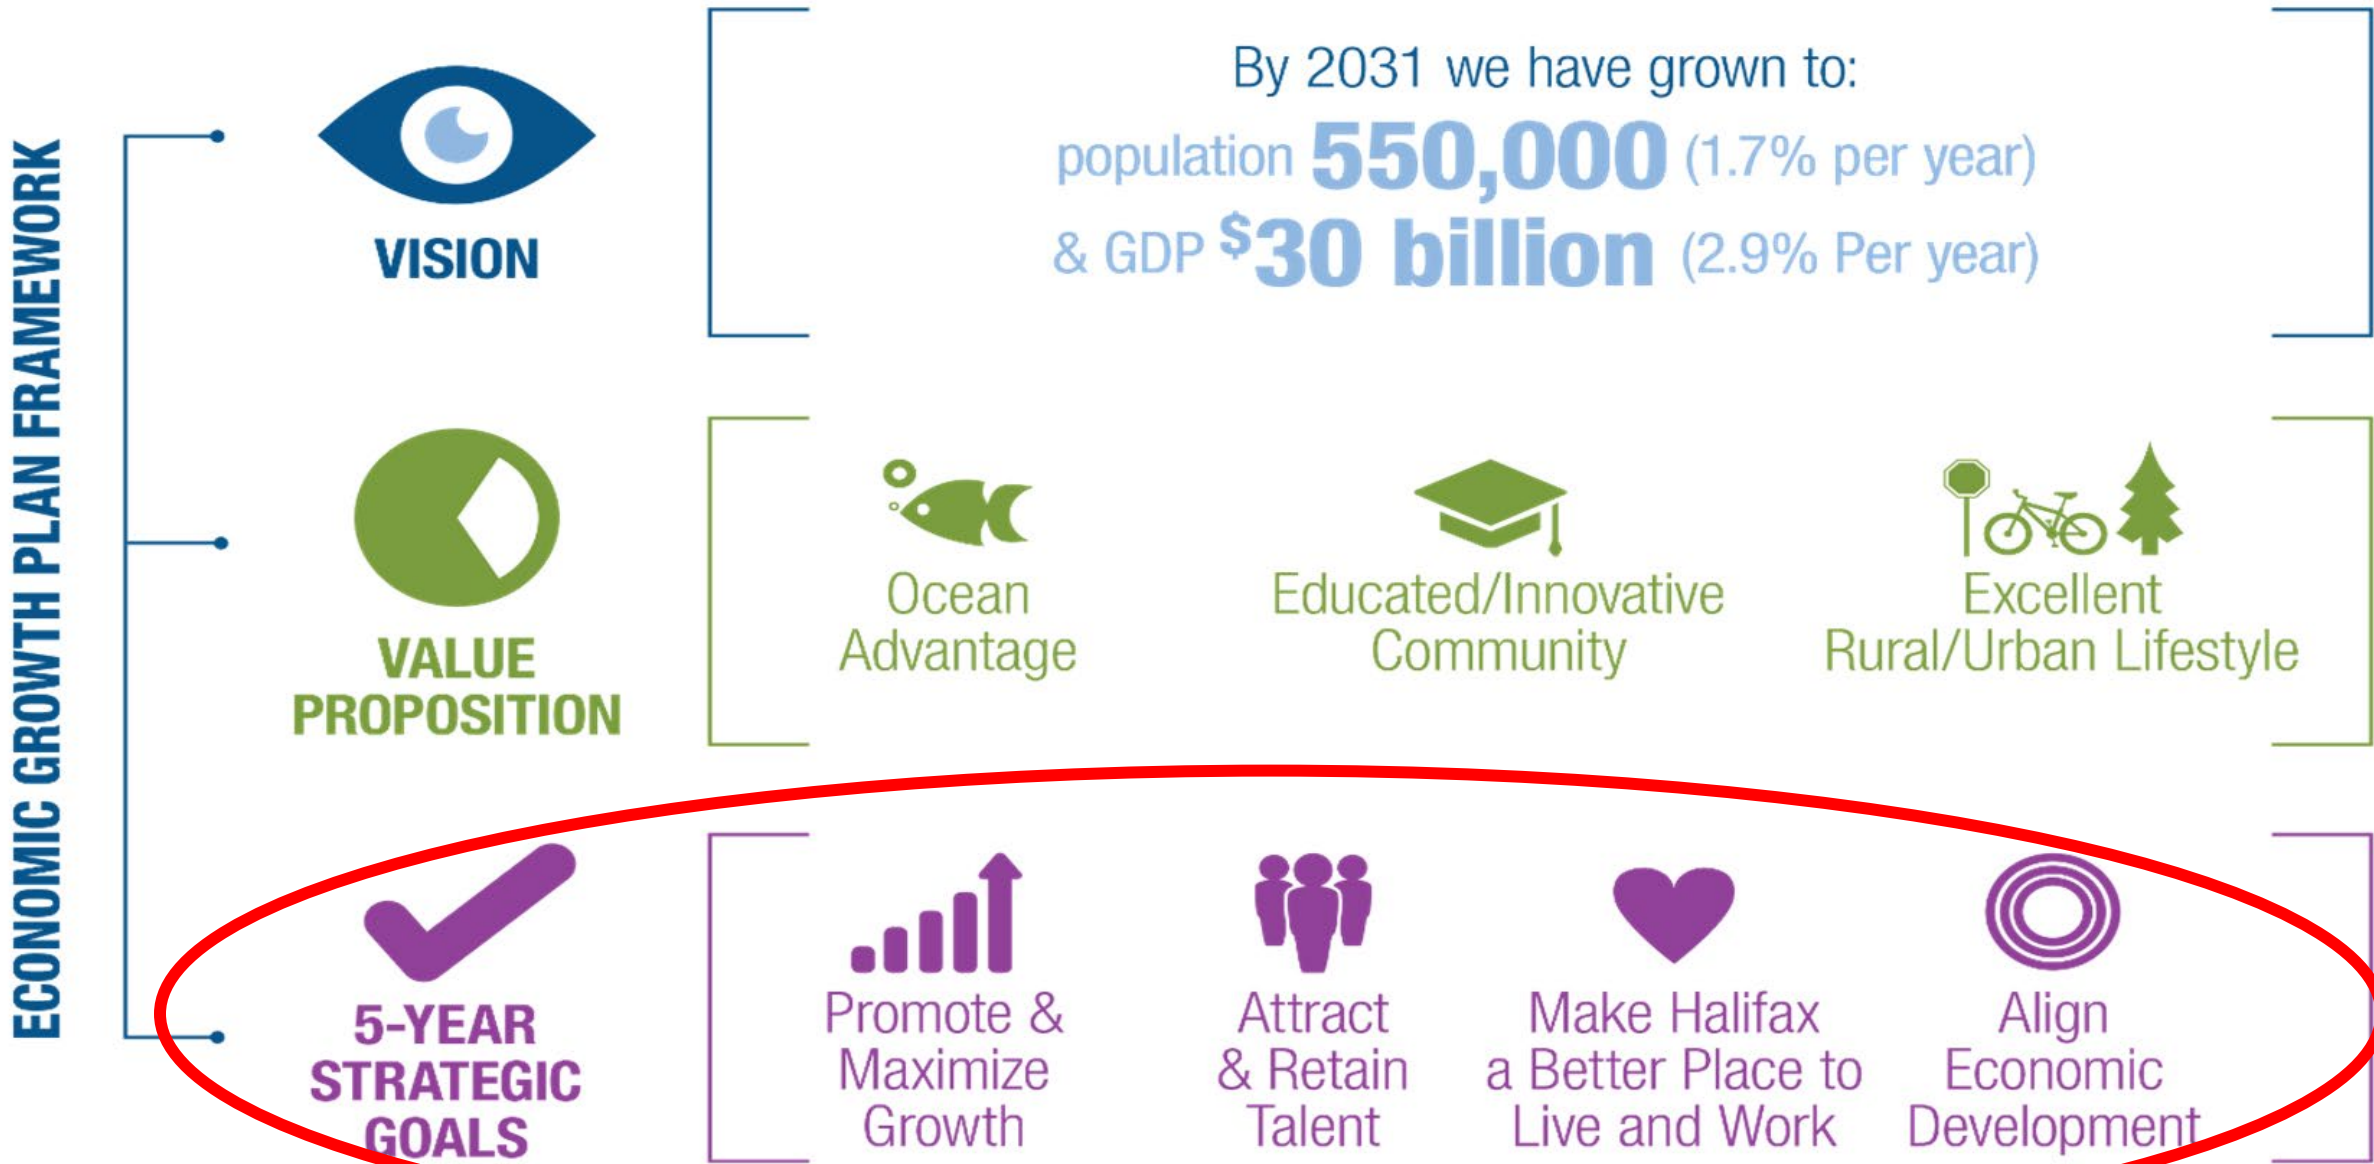 ECONOMIC GROWTH PLAN FRAMEWORK
VISION
By 2031 we have grown to:
population 550,000 (1.7% per year)
& GDP $30 billion (2.9% Per year)
VALUE
PROPOSITION
Ocean
Advantage
Educated/Innovative
Community
Excellent
Rural/Urban Lifestyle
5-YEAR
STRATEGIC
GOALS
Promote &
Maximize
Growth
Attract
& Retain
Talent
Make Halifax
a Better Place to
Live and Work
Align
Economic
Development